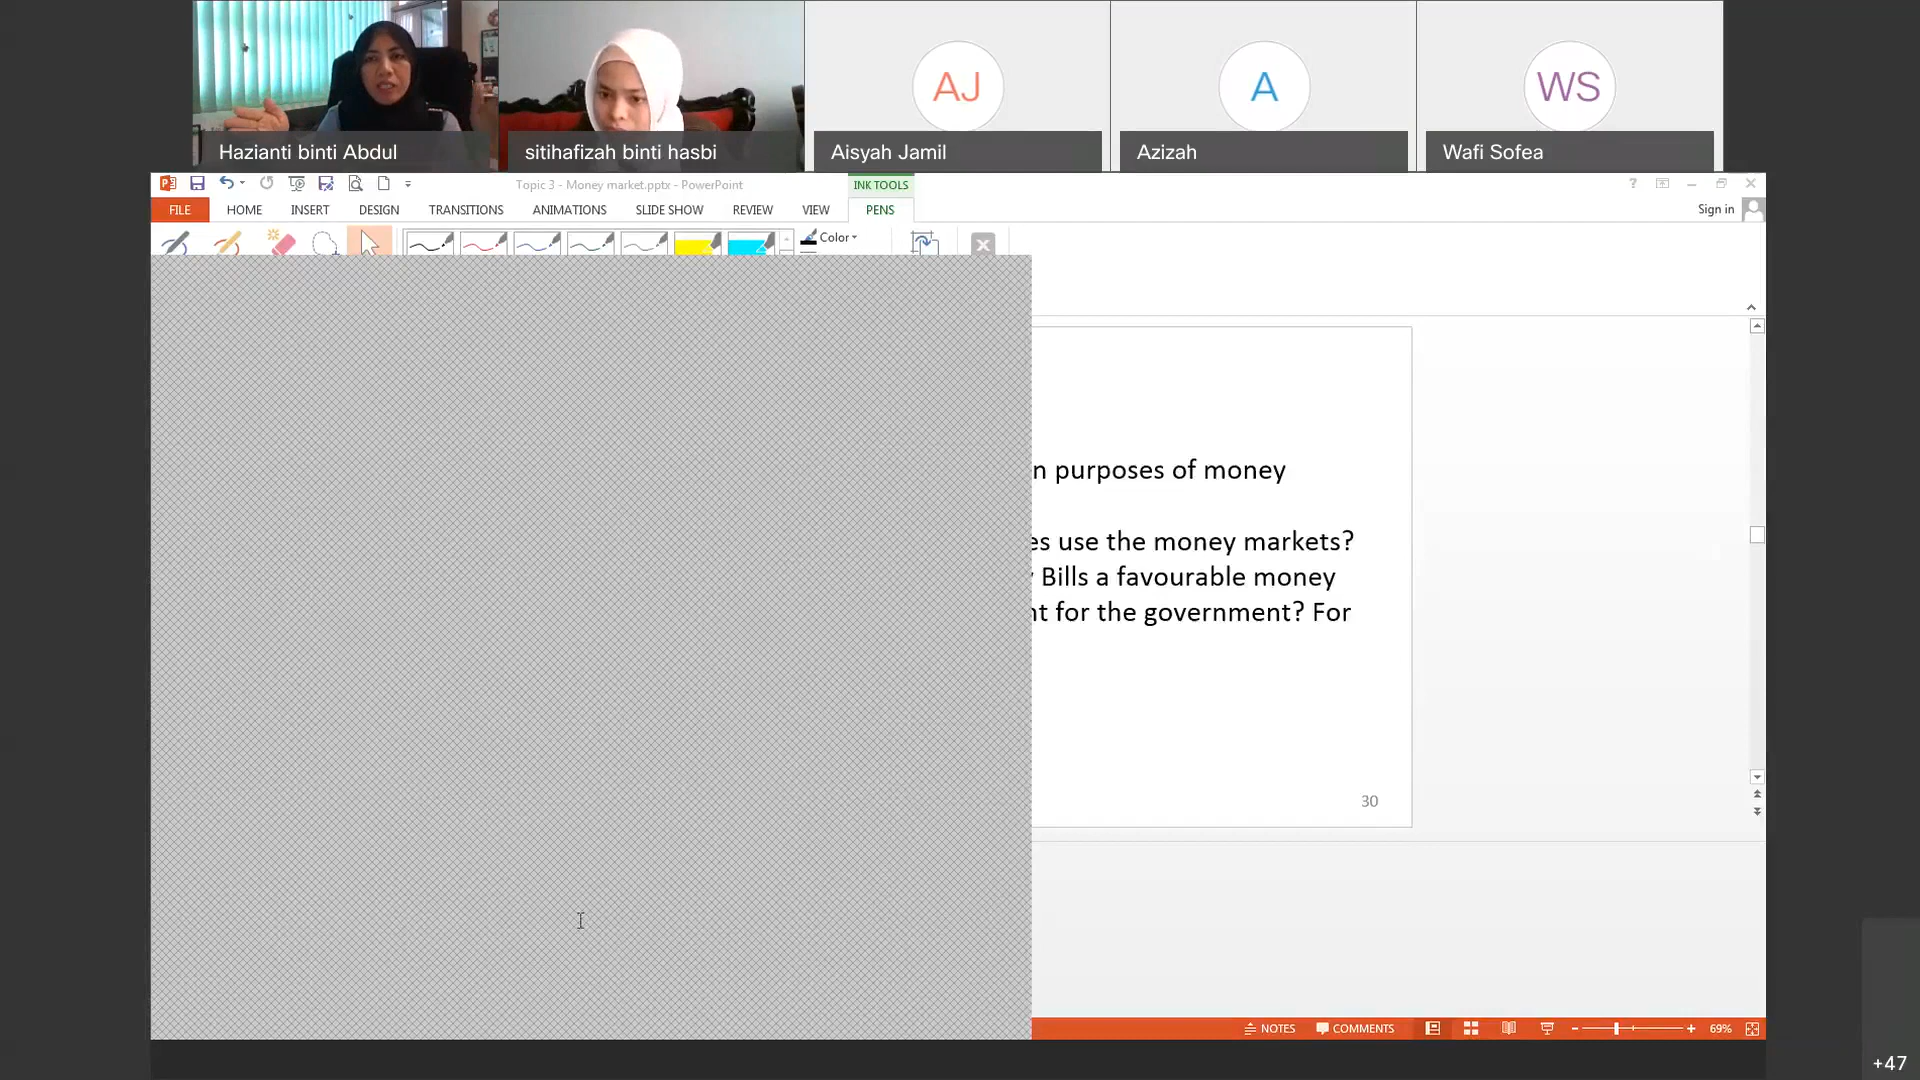 AJ
A
WS
Hazianti binti Abdul
sitihafizah binti hasbi
Aisyah Jamil
Azizah
Wafi Sofea
Topic 3 - Money market.pptx - PowerPoint
INK TOOLS
?
FILE
HOME
INSERT
DESIGN
TRANSITIONS
ANIMATIONS
SLIDE SHOW
REVIEW
VIEW
PENS
Sign in
Color
n purposes of money
es use the money markets?
Bills a favourable money
nt for the government? For
30
NOTES
COMMENTS
69%
+47